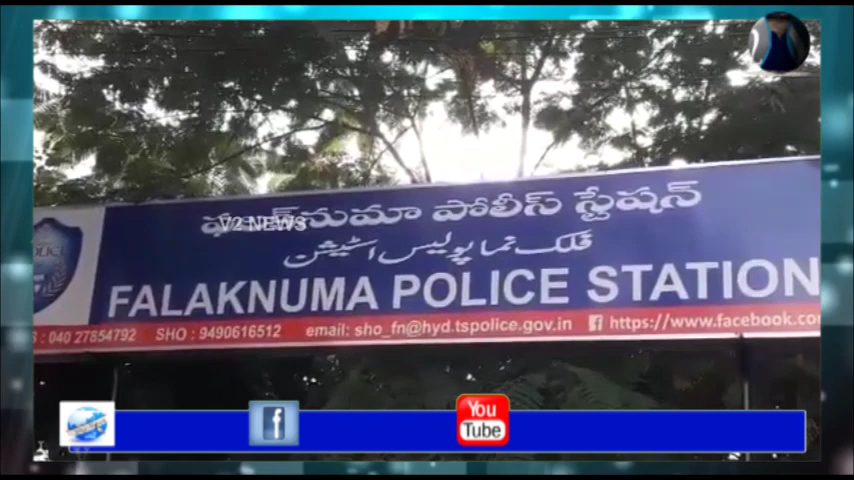 ఫలక్‌నుమా పోలీస్ స్టేషన్
V2 NEWS
فلک نما پولیس اسٹیشن
FALAKNUMA POLICE STATION
: 040 27854792 SHO : 9490616512 email: sho_fn@hyd.tspolice.gov.in f https://www.facebook.co
f
You
Tube